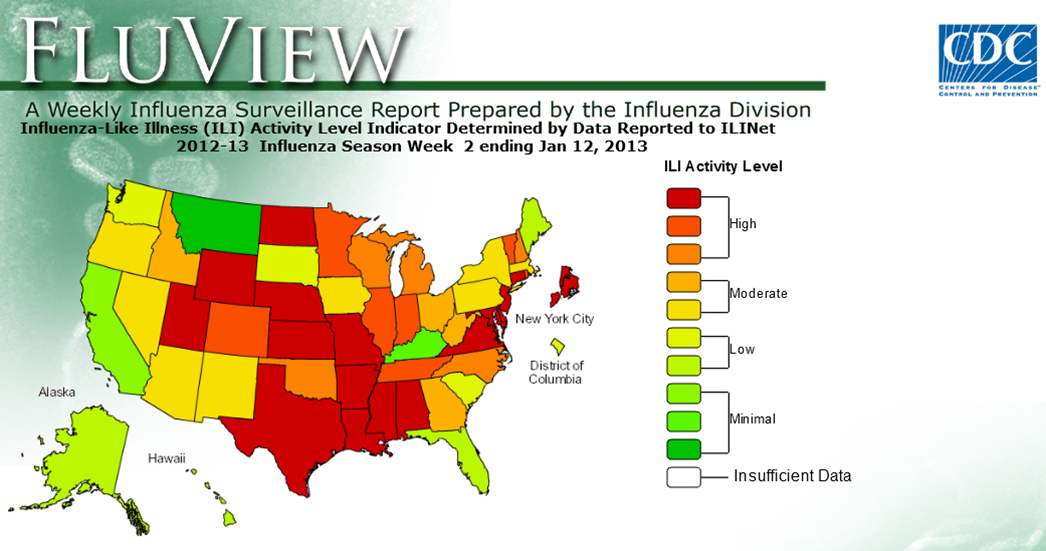 FLUVIEW
CDC
CENTERS FOR DISEASE™
CONTROL AND PREVENTION
A Weekly Influenza Surveillance Report Prepared by the Influenza Division
Influenza-Like Illness (ILI) Activity Level Indicator Determined by Data Reported to ILINet
2012-13 Influenza Season Week 2 ending Jan 12, 2013
ILI Activity Level
High
Moderate
Low
Minimal
Insufficient Data
New York City
District of
Columbia
Alaska
Hawaii